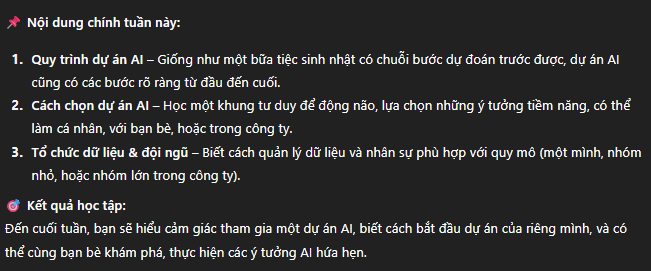 📌 Nội dung chính tuần này:
1. Quy trình dự án AI – Giống như một bữa tiệc sinh nhật có chuỗi bước dự đoán trước được, dự án AI
cũng có các bước rõ ràng từ đầu đến cuối.
2. Cách chọn dự án AI – Học một khung tư duy để động não, lựa chọn những ý tưởng tiềm năng, có thể
làm cá nhân, với bạn bè, hoặc trong công ty.
3. Tổ chức dữ liệu & đội ngũ – Biết cách quản lý dữ liệu và nhân sự phù hợp với quy mô (một mình, nhóm
nhỏ, hoặc nhóm lớn trong công ty).
🎯 Kết quả học tập:
Đến cuối tuần, bạn sẽ hiểu cảm giác tham gia một dự án AI, biết cách bắt đầu dự án của riêng mình, và có
thể cùng bạn bè khám phá, thực hiện các ý tưởng AI hứa hẹn.